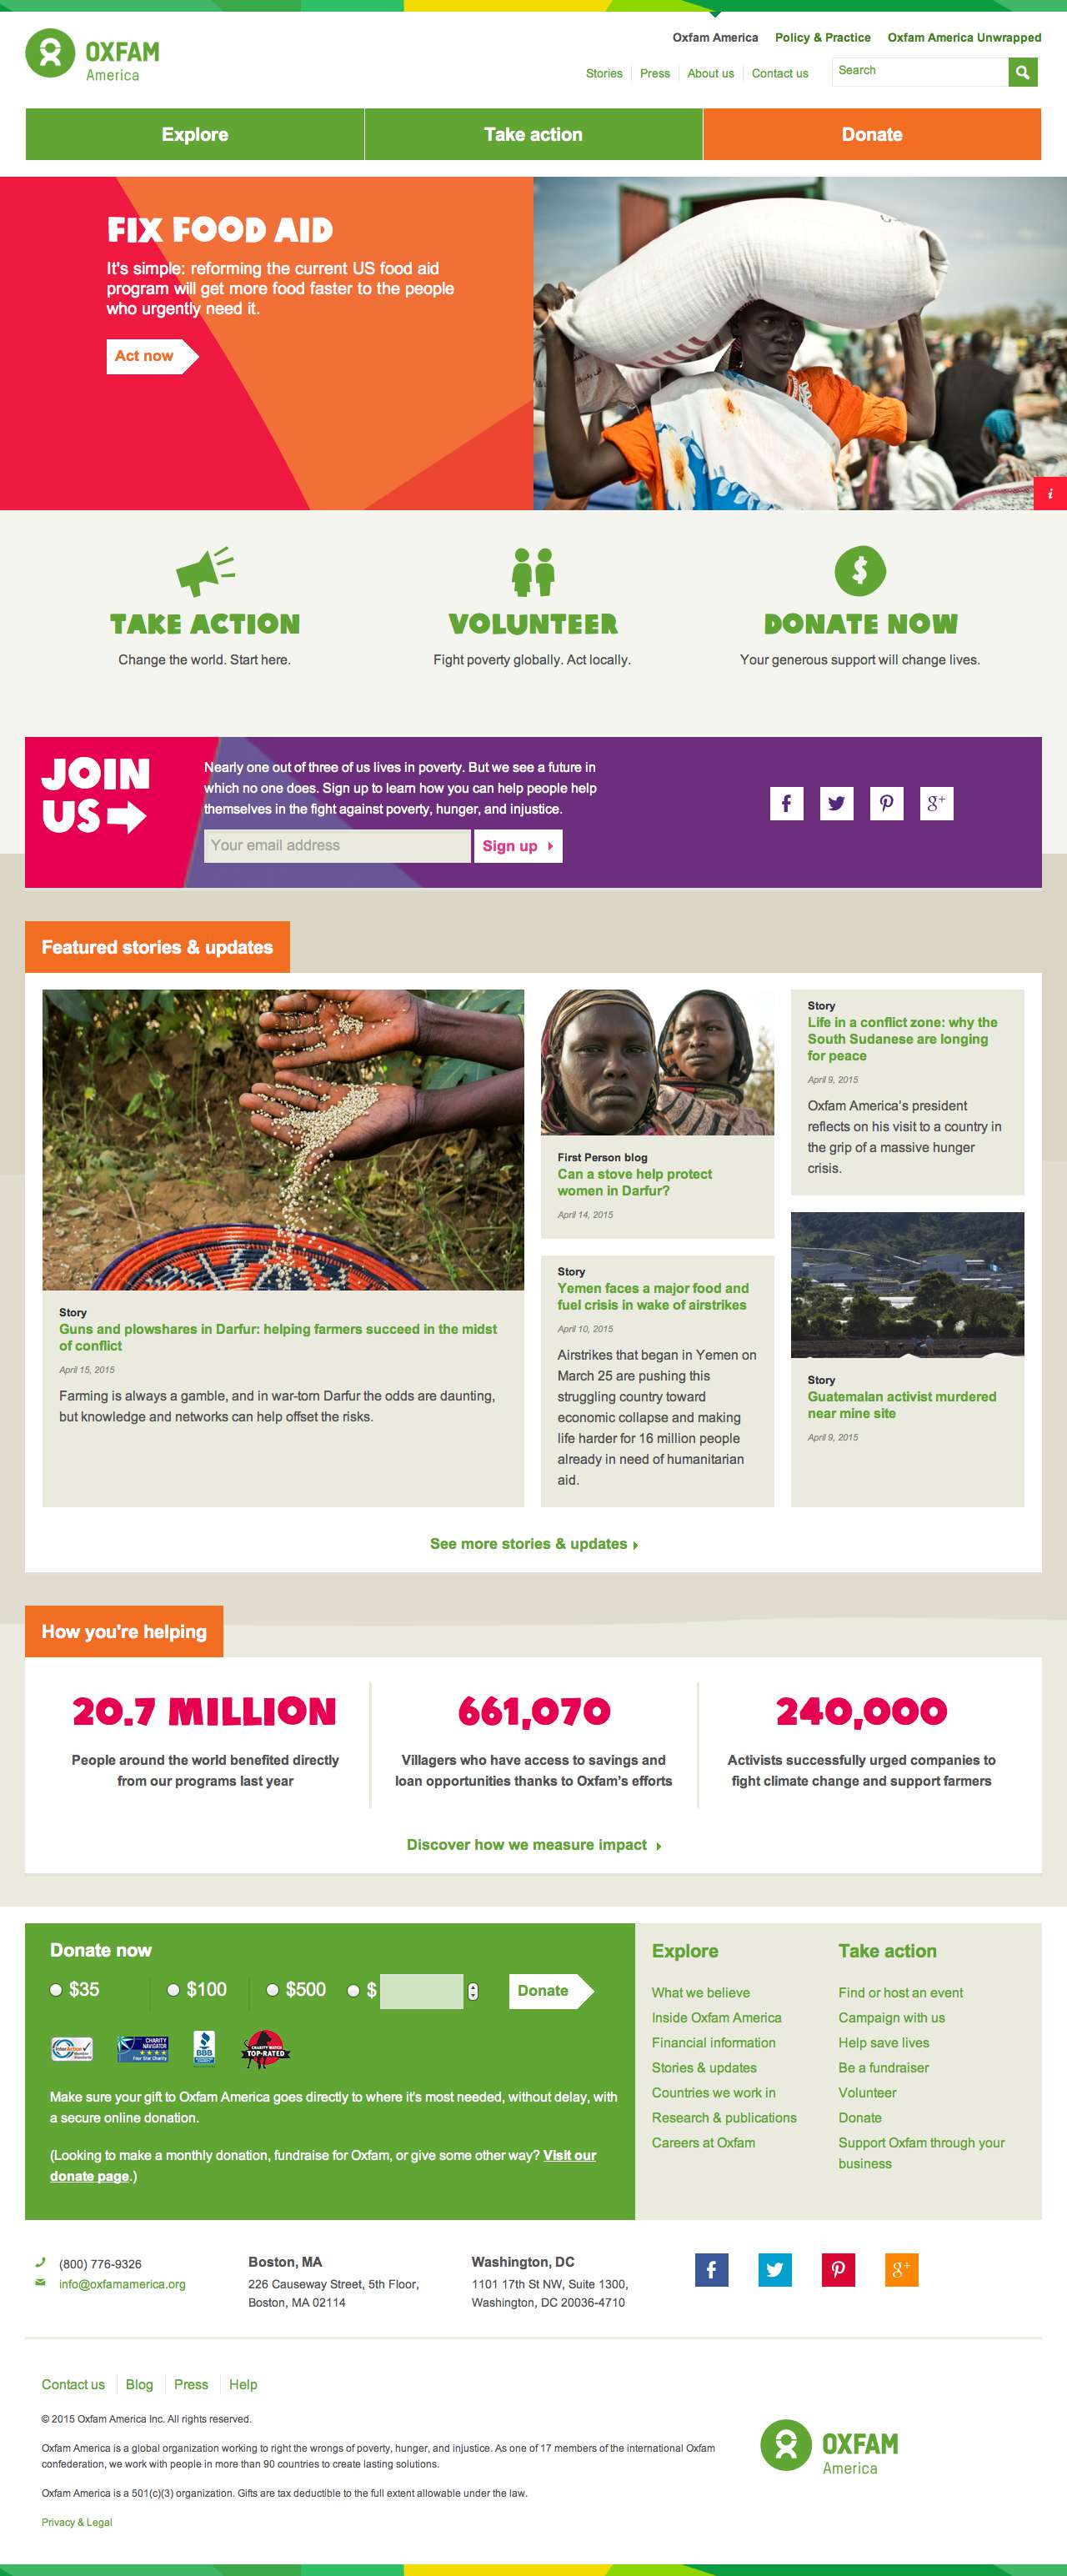 OXFAM
America
Oxfam America Policy & Practice Oxfam America Unwrapped
Stories Press About us Contact us Search
Explore Take action Donate
FIX FOOD AID
It's simple: reforming the current US food aid
program will get more food faster to the people
who urgently need it.
Act now
i
TAKE ACTION
Change the world. Start here.
VOLUNTEER
Fight poverty globally. Act locally.
DONATE NOW
Your generous support will change lives.
JOIN
US
Nearly one out of three of us lives in poverty. But we see a future in
which no one does. Sign up to learn how you can help people help
themselves in the fight against poverty, hunger, and injustice.
Your email address Sign up
Featured stories & updates
Story
Guns and plowshares in Darfur: helping farmers succeed in the midst
of conflict
April 15, 2015
Farming is always a gamble, and in war-torn Darfur the odds are daunting,
but knowledge and networks can help offset the risks.
First Person blog
Can a stove help protect
women in Darfur?
April 14, 2015
Story
Yemen faces a major food and
fuel crisis in wake of airstrikes
April 10, 2015
Airstrikes that began in Yemen on
March 25 are pushing this
struggling country toward
economic collapse and making
life harder for 16 million people
already in need of humanitarian
aid.
Story
Life in a conflict zone: why the
South Sudanese are longing
for peace
April 9, 2015
Oxfam America's president
reflects on his visit to a country in
the grip of a massive hunger
crisis.
Story
Guatemalan activist murdered
near mine site
April 9, 2015
See more stories & updates
How you're helping
20.7 MILLION
People around the world benefited directly
from our programs last year
661,070
Villagers who have access to savings and
loan opportunities thanks to Oxfam's efforts
240,000
Activists successfully urged companies to
fight climate change and support farmers
Discover how we measure impact
Donate now
$35 $100 $500 $ Donate
CHARITY NAVIGATOR
Four Star Charity
BBB
CHARITY WATCH
TOP-RATED
Make sure your gift to Oxfam America goes directly to where it's most needed, without delay, with
a secure online donation.
(Looking to make a monthly donation, fundraise for Oxfam, or give some other way? Visit our
donate page.)
Explore
What we believe
Inside Oxfam America
Financial information
Stories & updates
Countries we work in
Research & publications
Careers at Oxfam
Take action
Find or host an event
Campaign with us
Help save lives
Be a fundraiser
Volunteer
Donate
Support Oxfam through your
business
(800) 776-9326
info@oxfamamerica.org
Boston, MA
226 Causeway Street, 5th Floor,
Boston, MA 02114
Washington, DC
1101 17th St NW, Suite 1300,
Washington, DC 20036-4710
Contact us Blog Press Help
© 2015 Oxfam America Inc. All rights reserved.
Oxfam America is a global organization working to right the wrongs of poverty, hunger, and injustice. As one of 17 members of the international Oxfam
confederation, we work with people in more than 90 countries to create lasting solutions.
Oxfam America is a 501(c)(3) organization. Gifts are tax deductible to the full extent allowable under the law.
Privacy & Legal
OXFAM
America